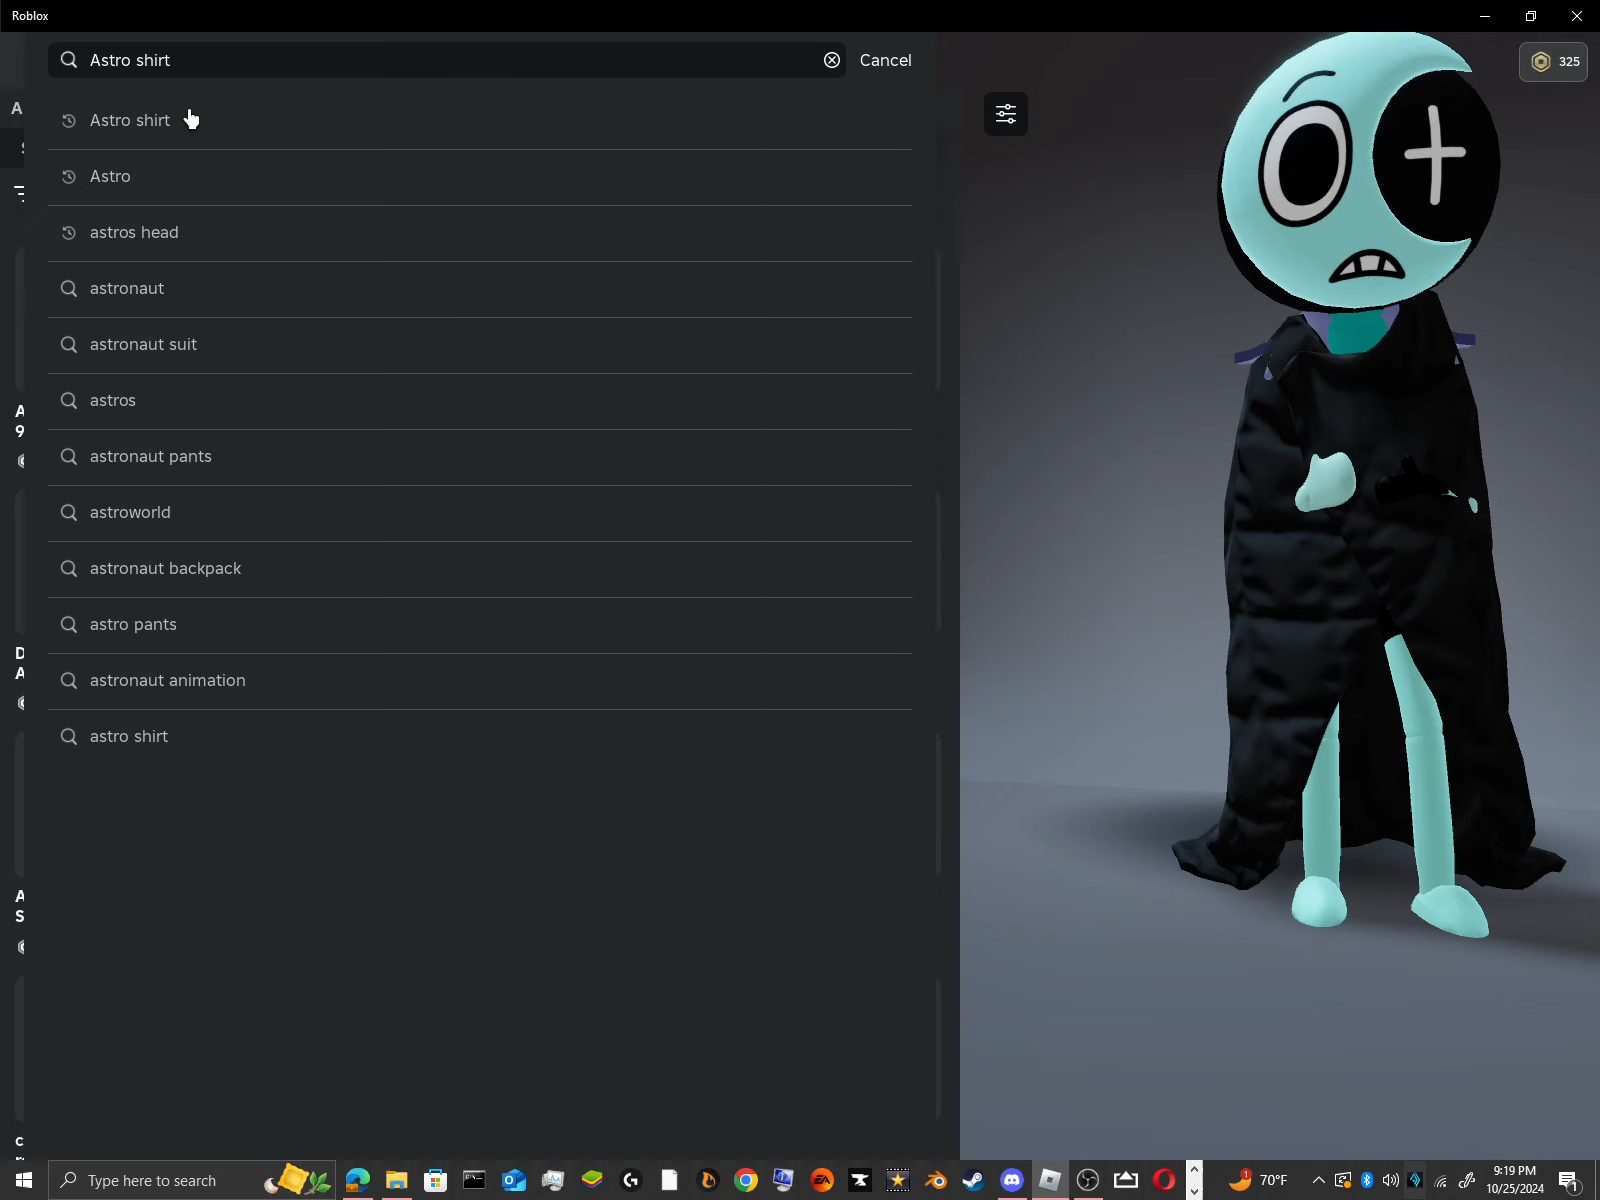 Roblox
Astro shirt
Cancel
325
A
Astro shirt
Astro
astros head
astronaut
astronaut suit
astros
A
9
astronaut pants
astroworld
astronaut backpack
astro pants
D
A
astronaut animation
astro shirt
A
S
c
Type here to search
70°F
9:19 PM
10/25/2024